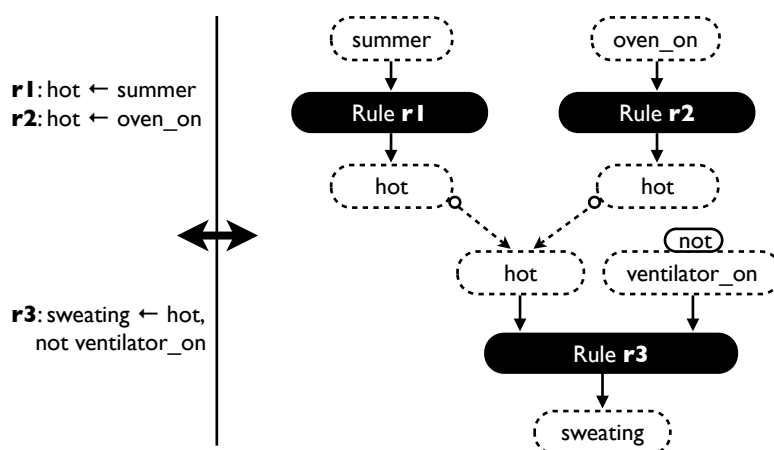 summer
oven_on
r1: hot ← summer
r2: hot ← oven_on
Rule r1
Rule r2
hot
hot
not
hot
ventilator_on
r3: sweating ← hot,
not ventilator_on
Rule r3
sweating